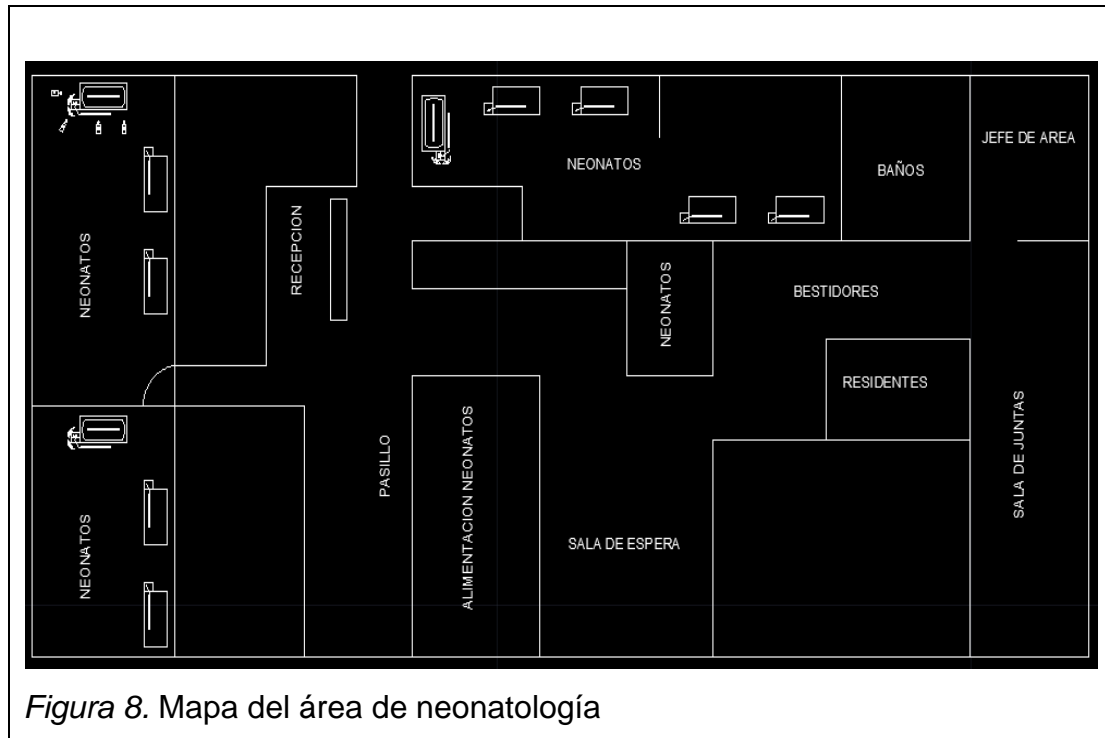 JEFE DE AREA
NEONATOS
BAÑOS
RECEPCION
NEONATOS
BESTIDORES
NEONATOS
RESIDENTES
PASILLO
ALIMENTACION NEONATOS
SALA DE JUNTAS
NEONATOS
SALA DE ESPERA
Figura 8. Mapa del área de neonatología